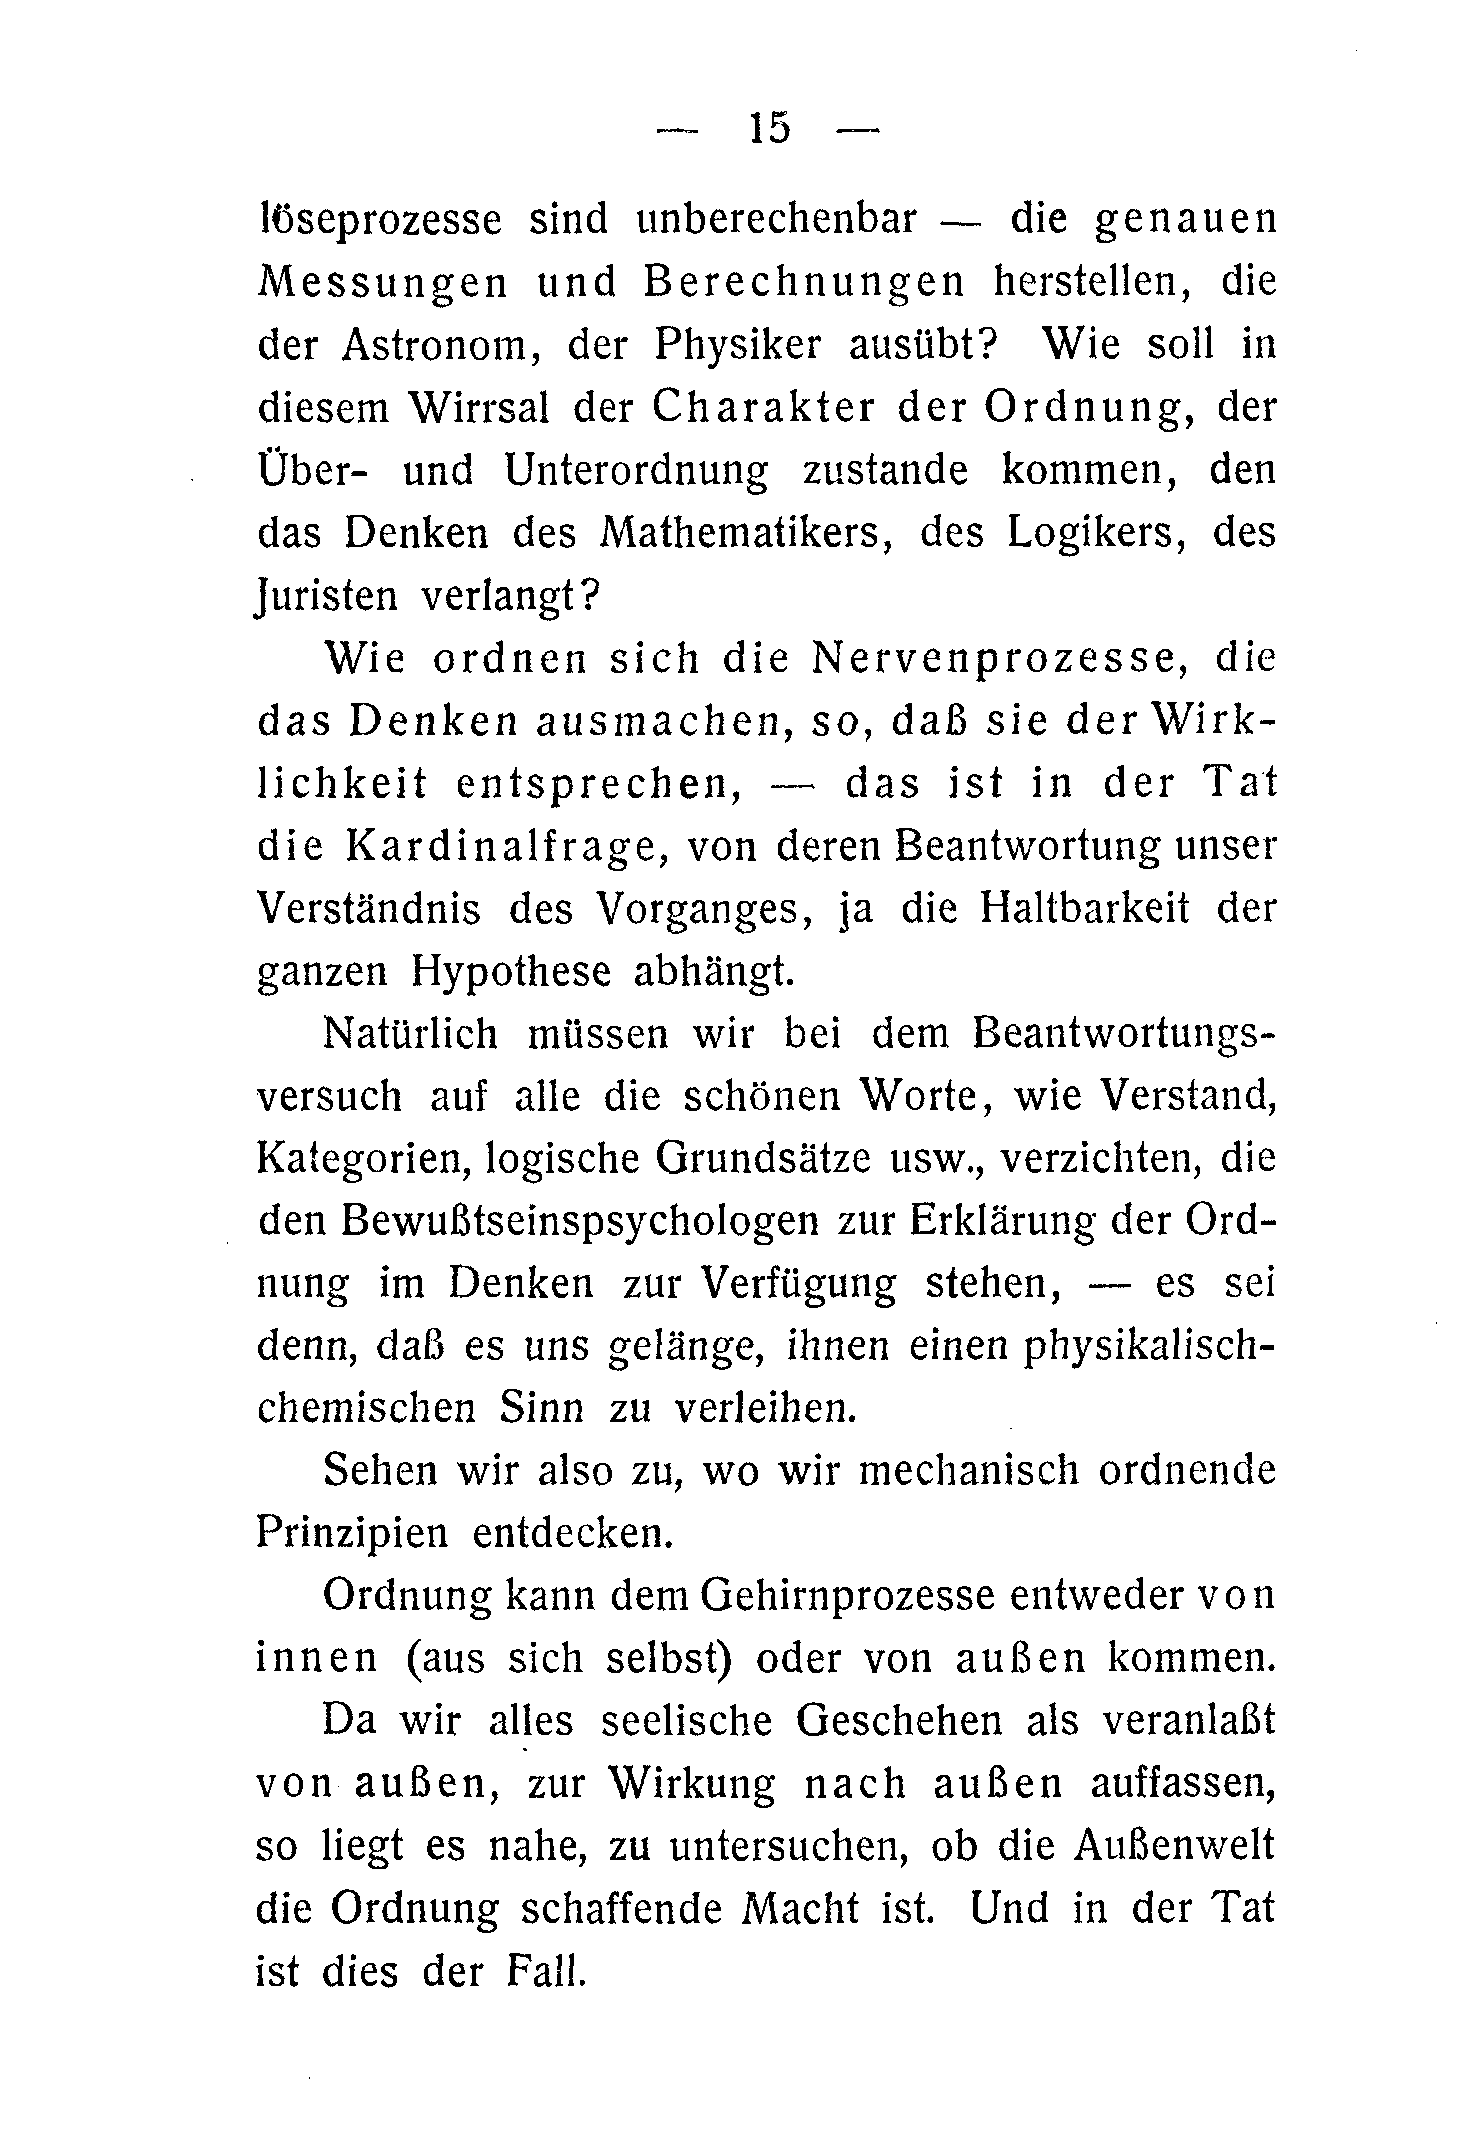 — 15 —
löseprozesse sind unberechenbar — die genauen
Messungen und Berechnungen herstellen, die
der Astronom, der Physiker ausübt? Wie soll in
diesem Wirrsal der Charakter der Ordnung, der
Über- und Unterordnung zustande kommen, den
das Denken des Mathematikers, des Logikers, des
Juristen verlangt?
Wie ordnen sich die Nervenprozesse, die
das Denken ausmachen, so, daß sie der Wirk-
lichkeit entsprechen, — das ist in der Tat
die Kardinalfrage, von deren Beantwortung unser
Verständnis des Vorganges, ja die Haltbarkeit der
ganzen Hypothese abhängt.
Natürlich müssen wir bei dem Beantwortungs-
versuch auf alle die schönen Worte, wie Verstand,
Kategorien, logische Grundsätze usw., verzichten, die
den Bewußtseinspsychologen zur Erklärung der Ord-
nung im Denken zur Verfügung stehen, — es sei
denn, daß es uns gelänge, ihnen einen physikalisch-
chemischen Sinn zu verleihen.
Sehen wir also zu, wo wir mechanisch ordnende
Prinzipien entdecken.
Ordnung kann dem Gehirnprozesse entweder von
innen (aus sich selbst) oder von außen kommen.
Da wir alles seelische Geschehen als veranlaßt
von außen, zur Wirkung nach außen auffassen,
so liegt es nahe, zu untersuchen, ob die Außenwelt
die Ordnung schaffende Macht ist. Und in der Tat
ist dies der Fall.